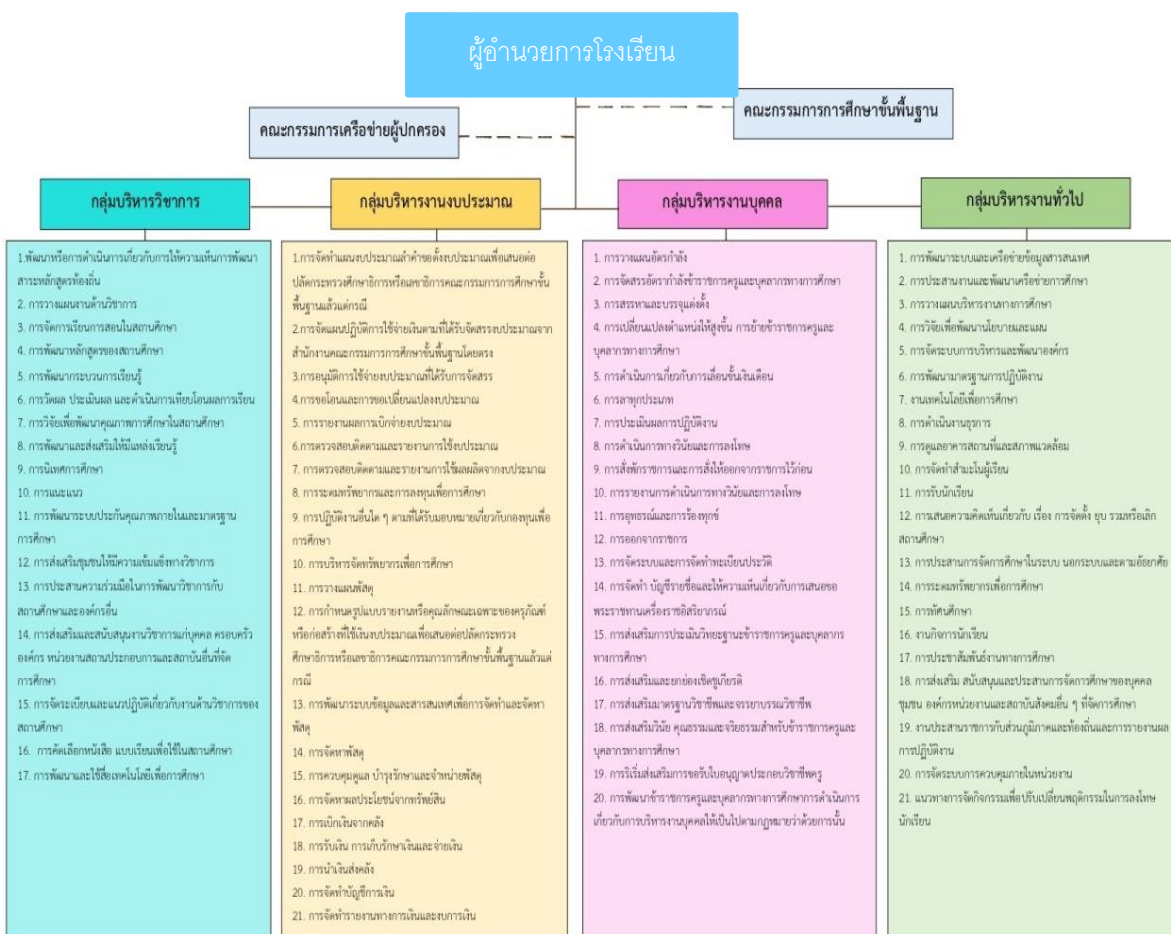 ผู้อำนวยการโรงเรียน
คณะกรรมการการศึกษาขั้นพื้นฐาน
คณะกรรมการเครือข่ายผู้ปกครอง
กลุ่มบริหารวิชาการ
1.พัฒนาหรือการดำเนินการเกี่ยวกับการให้ความเห็นการพัฒนา
สาระหลักสูตรท้องถิ่น
2. การวางแผนงานด้านวิชาการ
3. การจัดการเรียนการสอนในสถานศึกษา
4. การพัฒนาหลักสูตรของสถานศึกษา
5. การพัฒนากระบวนการเรียนรู้
6. การวัดผล ประเมินผล และดำเนินการเทียบโอนผลการเรียน
7. การวิจัยเพื่อพัฒนาคุณภาพการศึกษาในสถานศึกษา
8. การพัฒนาและส่งเสริมให้มีแหล่งเรียนรู้
9. การนิเทศการศึกษา
10. การแนะแนว
11. การพัฒนาระบบประกันคุณภาพภายในและมาตรฐาน
การศึกษา
12. การส่งเสริมชุมชนให้มีความเข้มแข็งทางวิชาการ
13. การประสานความร่วมมือในการพัฒนาวิชาการกับ
สถานศึกษาและองค์กรอื่น
14. การส่งเสริมและสนับสนุนงานวิชาการแก่บุคคล ครอบครัว
องค์กร หน่วยงานสถานประกอบการและสถาบันอื่นที่จัด
การศึกษา
15. การจัดระเบียบและแนวปฏิบัติเกี่ยวกับงานด้านวิชาการของ
สถานศึกษา
16. การคัดเลือกหนังสือ แบบเรียนเพื่อใช้ในสถานศึกษา
17. การพัฒนาและใช้สื่อเทคโนโลยีเพื่อการศึกษา
กลุ่มบริหารงานงบประมาณ
1.การจัดทำแผนงบประมาณลำคำขอตั้งงบประมาณเพื่อเสนอต่อ
ปลัดกระทรวงศึกษาธิการหรือเลขาธิการคณะกรรมการการศึกษาขั้น
พื้นฐานแล้วแต่กรณี
2.การจัดแผนปฏิบัติการใช้จ่ายเงินตามที่ได้รับจัดสรรงบประมาณจาก
สำนักงานคณะกรรมการการศึกษาขั้นพื้นฐานโดยตรง
3.การอนุมัติการใช้จ่ายงบประมาณที่ได้รับการจัดสรร
4.การขอโอนและการขอเปลี่ยนแปลงงบประมาณ
5. การรายงานผลการเบิกจ่ายงบประมาณ
6.การตรวจสอบติดตามและรายงานการใช้งบประมาณ
7. การตรวจสอบติดตามและรายงานการใช้ผลผลิตจากงบประมาณ
8. การระดมทรัพยากรและการลงทุนเพื่อการศึกษา
9. การปฏิบัติงานอื่นใด ๆ ตามที่ได้รับมอบหมายเกี่ยวกับกองทุนเพื่อ
การศึกษา
10. การบริหารจัดทรัพยากรเพื่อการศึกษา
11. การวางแผนพัสดุ
12. การกำหนดรูปแบบรายงานหรือคุณลักษณะเฉพาะของครุภัณฑ์
หรือก่อสร้างที่ใช้เงินงบประมาณเพื่อเสนอต่อปลัดกระทรวง
ศึกษาธิการหรือเลขาธิการคณะกรรมการการศึกษาขั้นพื้นฐานแล้วแต่
กรณี
13. การพัฒนาระบบข้อมูลและสารสนเทศเพื่อการจัดทำและจัดหา
พัสดุ
14. การจัดหาพัสดุ
15. การควบคุมดูแล บำรุงรักษาและจำหน่ายพัสดุ
16. การจัดหาผลประโยชน์จากทรัพย์สิน
17. การเบิกเงินจากคลัง
18. การรับเงิน การเก็บรักษาเงินและจ่ายเงิน
19. การนำเงินส่งคลัง
20. การจัดทำบัญชีการเงิน
21. การจัดทำรายงานทางการเงินและงบการเงิน
กลุ่มบริหารงานบุคคล
1. การวางแผนอัตรกำลัง
2. การจัดสรรอัตรากำลังข้าราชการครูและบุคลากรทางการศึกษา
3. การสรรหาและบรรจุแต่งตั้ง
4. การเปลี่ยนแปลงตำแหน่งให้สูงขึ้น การย้ายข้าราชการครูและ
บุคลากรทางการศึกษา
5. การดำเนินการเกี่ยวกับการเลื่อนขั้นเงินเดือน
6. การลาทุกประเภท
7. การประเมินผลการปฏิบัติงาน
8. การดำเนินการทางวินัยและการลงโทษ
9. การสั่งพักราชการและการสั่งให้ออกจากราชการไว้ก่อน
10. การรายงานการดำเนินการทางวินัยและการลงโทษ
11. การอุทธรณ์และการร้องทุกข์
12. การออกจากราชการ
13. การจัดระบบและการจัดทำทะเบียนประวัติ
14. การจัดทำ บัญชีรายชื่อและให้ความเห็นเกี่ยวกับการเสนอขอ
พระราชทานเครื่องราชอิสริยาภรณ์
15. การส่งเสริมการประเมินวิทยะฐานะข้าราชการครูและบุคลากร
ทางการศึกษา
16. การส่งเสริมและยกย่องเชิดชูเกียรติ
17. การส่งเสริมมาตรฐานวิชาชีพและจรรยาบรรณวิชาชีพ
18. การส่งเสริมวินัย คุณธรรมและจริยธรรมสำหรับข้าราชการครูและ
บุคลากรทางการศึกษา
19. การริเริ่มส่งเสริมการขอรับใบอนุญาตประกอบวิชาชีพครู
20. การพัฒนาข้าราชการครูและบุคลากรทางการศึกษาการดำเนินการ
เกี่ยวกับการบริหารงานบุคคลให้เป็นไปตามกฎหมายว่าด้วยการนั้น
กลุ่มบริหารงานทั่วไป
1. การพัฒนาระบบและเครือข่ายข้อมูลสารสนเทศ
2. การประสานงานและพัฒนาเครือข่ายการศึกษา
3. การวางแผนบริหารงานทางการศึกษา
4. การวิจัยเพื่อพัฒนานโยบายและแผน
5. การจัดระบบการบริหารและพัฒนาองค์กร
6. การพัฒนามาตรฐานการปฏิบัติงาน
7. งานเทคโนโลยีเพื่อการศึกษา
8. การดำเนินงานธุรการ
9. การดูแลอาคารสถานที่และสภาพแวดล้อม
10. การจัดทำสำมะโนผู้เรียน
11. การรับนักเรียน
12. การเสนอความคิดเห็นเกี่ยวกับ เรื่อง การจัดตั้ง ยุบ รวมหรือเลิก
สถานศึกษา
13. การประสานการจัดการศึกษาในระบบ นอกระบบและตามอัธยาศัย
14. การระดมทรัพยากรเพื่อการศึกษา
15. การทัศนศึกษา
16. งานกิจการนักเรียน
17. การประชาสัมพันธ์งานทางการศึกษา
18. การส่งเสริม สนับสนุนและประสานการจัดการศึกษาของบุคคล
ชุมชน องค์กรหน่วยงานและสถาบันสังคมอื่น ๆ ที่จัดการศึกษา
19. งานประสานราชการกับส่วนภูมิภาคและท้องถิ่นและการรายงานผล
การปฏิบัติงาน
20. การจัดระบบการควบคุมภายในหน่วยงาน
21. แนวทางการจัดกิจกรรมเพื่อปรับเปลี่ยนพฤติกรรมในการลงโทษ
นักเรียน